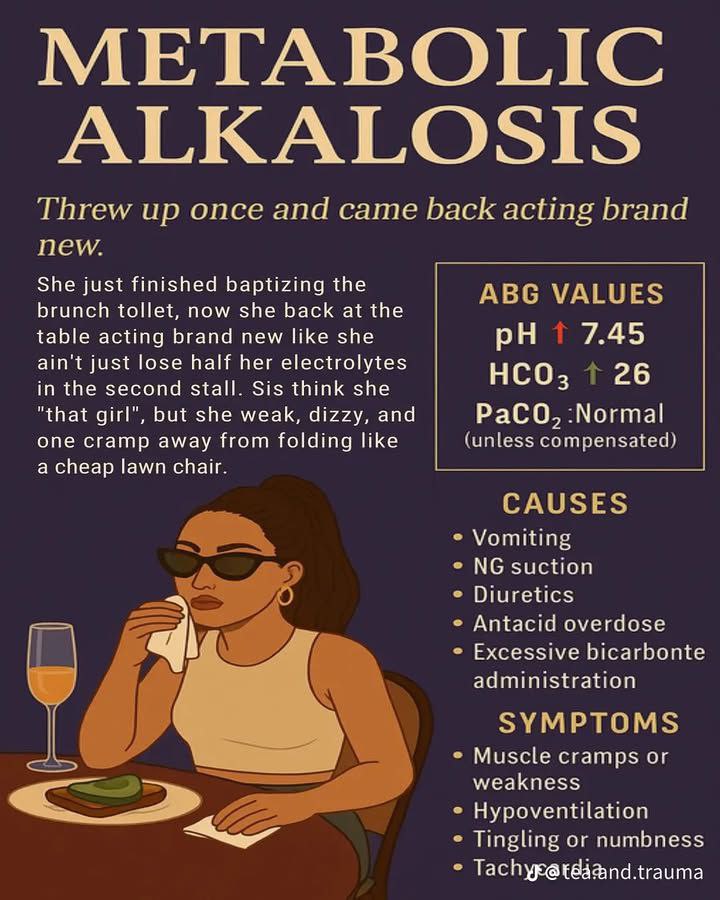 METABOLIC
ALKALOSIS
Threw up once and came back acting brand
new.
She just finished baptizing the
brunch tollet, now she back at the
table acting brand new like she
ain't just lose half her electrolytes
in the second stall. Sis think she
"that girl", but she weak, dizzy, and
one cramp away from folding like
a cheap lawn chair.
ABG VALUES
pH ↑ 7.45
HCO₃ ↑ 26
PaCO₂ :Normal
(unless compensated)
CAUSES
• Vomiting
• NG suction
• Diuretics
• Antacid overdose
• Excessive bicarbonte
administration
SYMPTOMS
• Muscle cramps or
weakness
• Hypoventilation
• Tingling or numbness
• Tachycardia
@tea.and.trauma